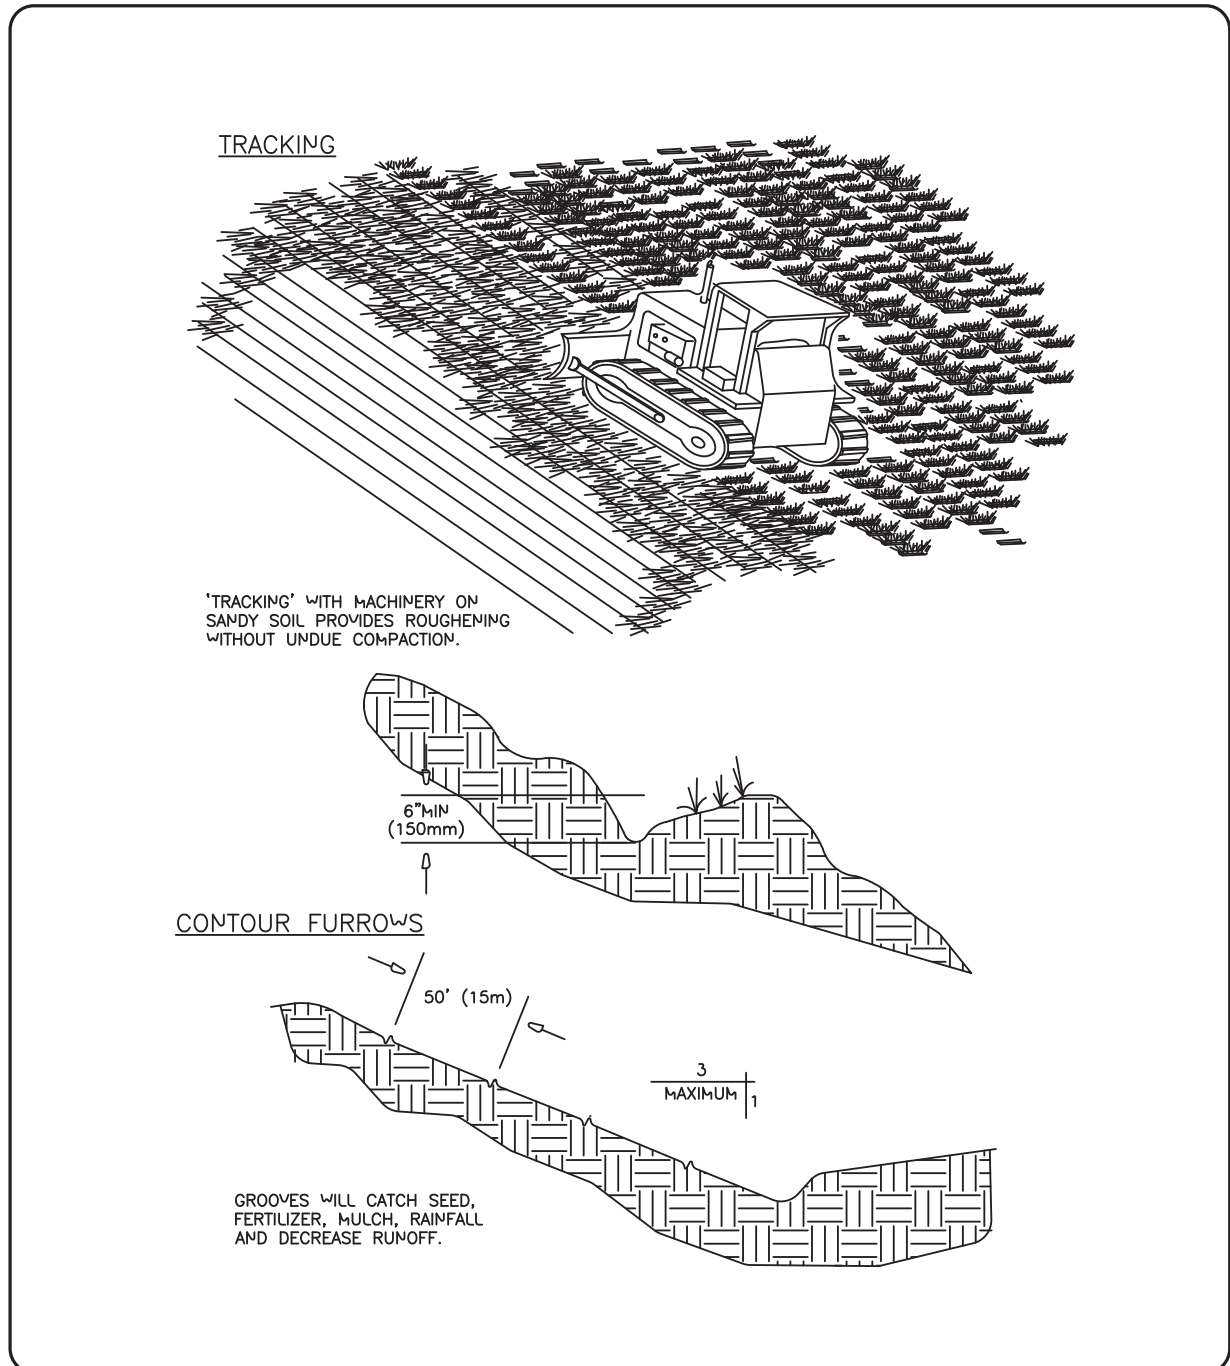 TRACKING
'TRACKING' WITH MACHINERY ON
SANDY SOIL PROVIDES ROUGHENING
WITHOUT UNDUE COMPACTION.
6"MIN
(150mm)
CONTOUR FURROWS
50' (15m)
3
MAXIMUM
1
GROOVES WILL CATCH SEED,
FERTILIZER, MULCH, RAINFALL
AND DECREASE RUNOFF.